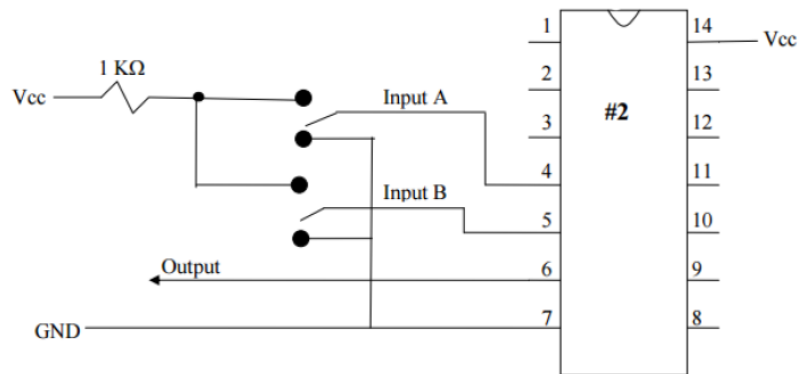 1 14 Vcc
1 KΩ
Vcc
Input A
2 13
#2
3 12
4 11
Input B
5 10
Output
6 9
GND
7 8